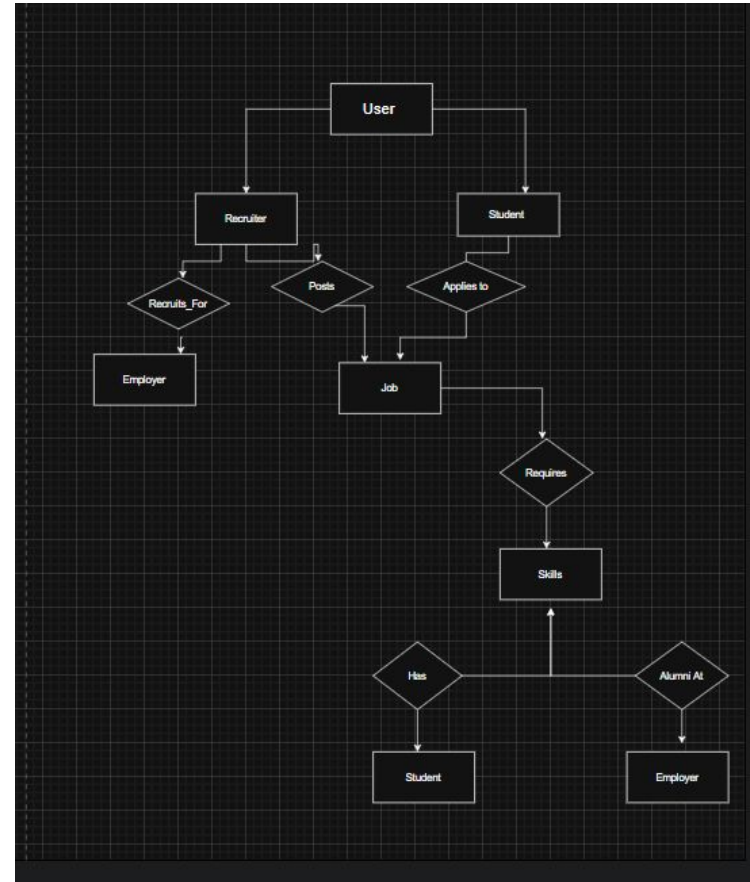 User
Recruiter
Student
Recruits_For
Posts
Applies to
Employer
Job
Requires
Skills
Has
Alumni At
Student
Employer